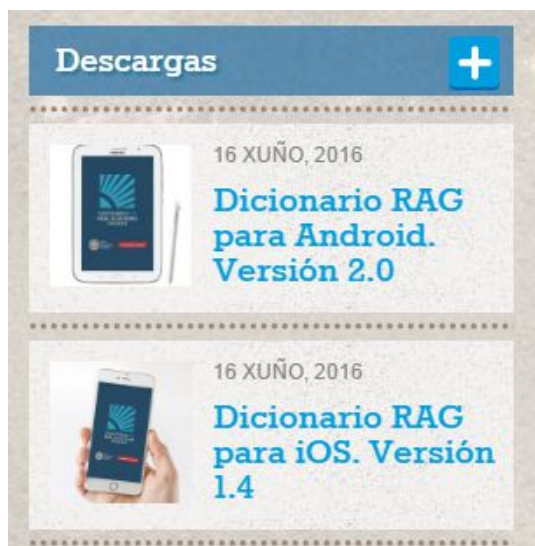 Descargas
16 XUÑO, 2016
Dicionario RAG
para Android.
Versión 2.0
16 XUÑO, 2016
Dicionario RAG
para iOS. Versión
1.4